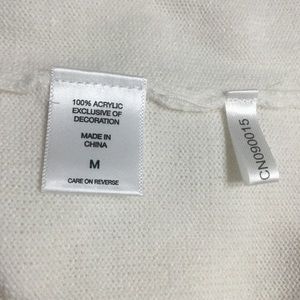 100% ACRYLIC
EXCLUSIVE OF
DECORATION
MADE IN
CHINA
M
CARE ON REVERSE
CN090015